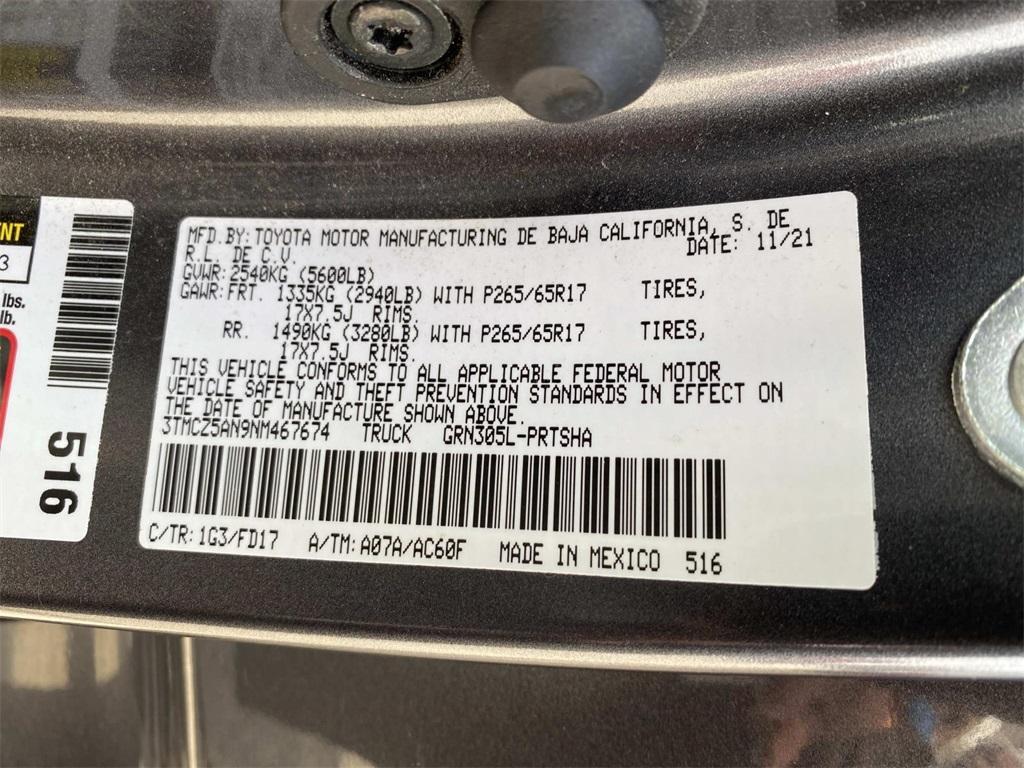 NT
3
lbs.
lb.
516
MFD.BY:TOYOTA MOTOR MANUFACTURING DE BAJA CALIFORNIA, S. DE
R.L. DE C.V. DATE: 11/21
GVWR:2540KG (5600LB)
GAWR:FRT. 1335KG (2940LB) WITH P265/65R17 TIRES,
17X7.5J RIMS.
RR. 1490KG (3280LB) WITH P265/65R17 TIRES,
17X7.5J RIMS.
THIS VEHICLE CONFORMS TO ALL APPLICABLE FEDERAL MOTOR
VEHICLE SAFETY AND THEFT PREVENTION STANDARDS IN EFFECT ON
THE DATE OF MANUFACTURE SHOWN ABOVE.
3TMCZ5AN9NM467674 TRUCK GRN305L-PRTSHA
C/TR:1G3/FD17 A/TM:A07A/AC60F MADE IN MEXICO 516